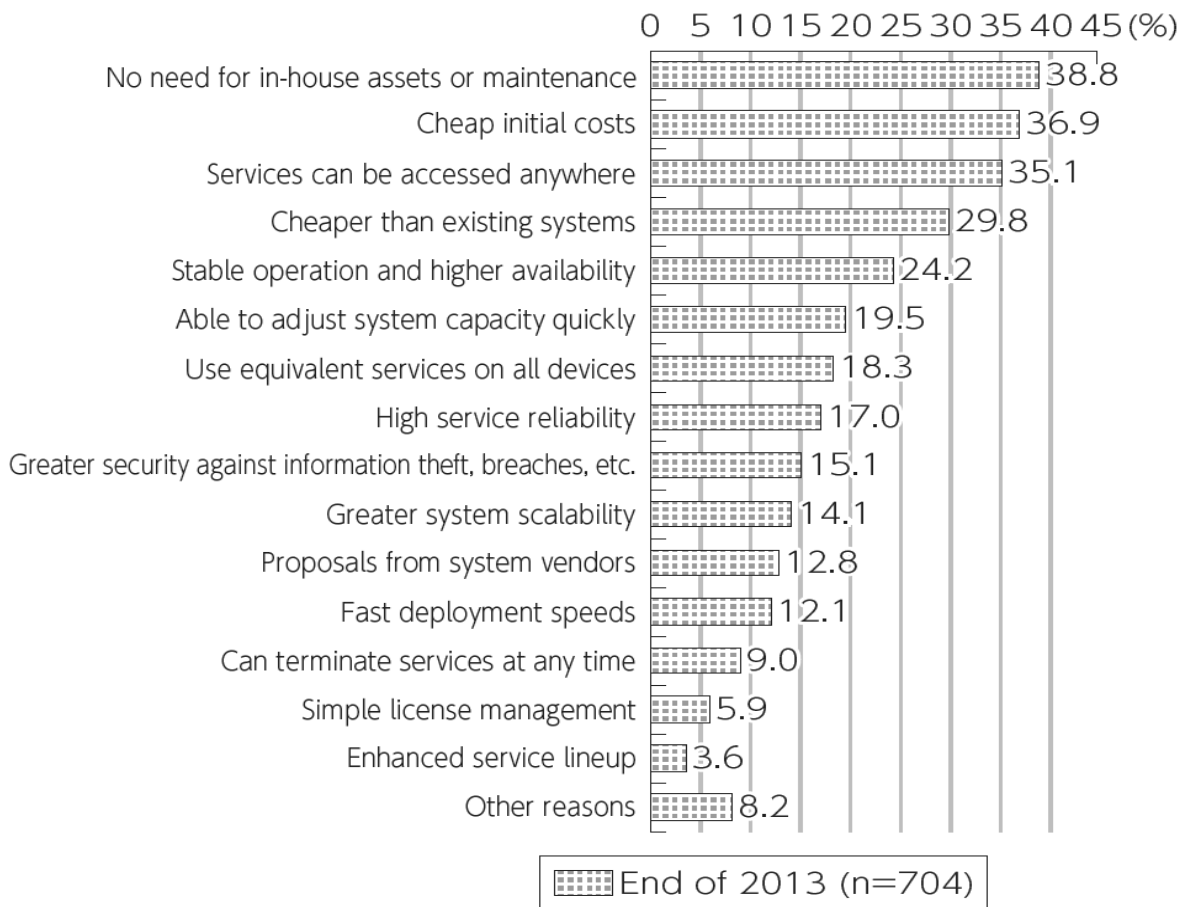 0 5 10 15 20 25 30 35 40 45 (%)
No need for in-house assets or maintenance 38.8
Cheap initial costs 36.9
Services can be accessed anywhere 35.1
Cheaper than existing systems 29.8
Stable operation and higher availability 24.2
Able to adjust system capacity quickly 19.5
Use equivalent services on all devices 18.3
High service reliability 17.0
Greater security against information theft, breaches, etc. 15.1
Greater system scalability 14.1
Proposals from system vendors 12.8
Fast deployment speeds 12.1
Can terminate services at any time 9.0
Simple license management 5.9
Enhanced service lineup 3.6
Other reasons 8.2
End of 2013 (n=704)